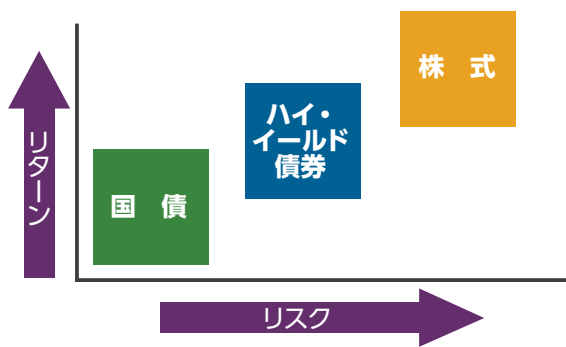 株　式
ハイ・
イールド
債券
国　債
リターン
リスク